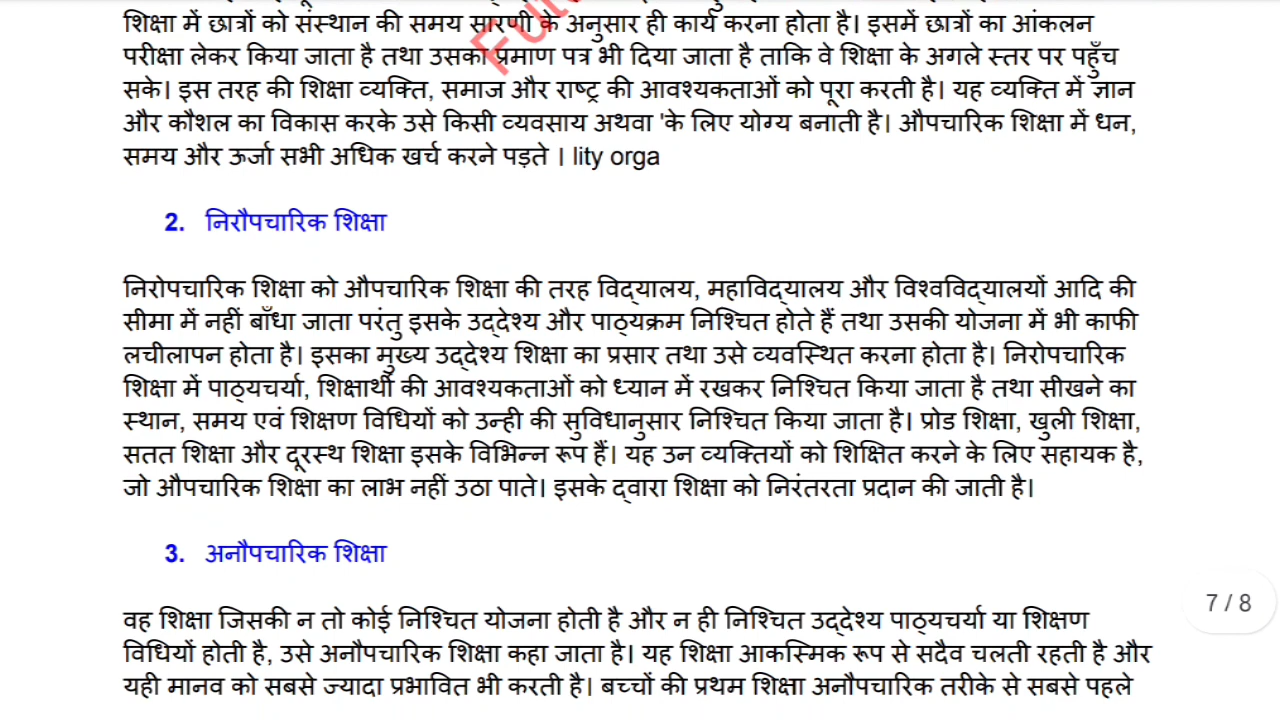 शिक्षा में छात्रों को संस्थान की समय सारणी के अनुसार ही कार्य करना होता है। इसमें छात्रों का आंकलन
परीक्षा लेकर किया जाता है तथा उसका प्रमाण पत्र भी दिया जाता है ताकि वे शिक्षा के अगले स्तर पर पहुँच
सके। इस तरह की शिक्षा व्यक्ति, समाज और राष्ट्र की आवश्यकताओं को पूरा करती है। यह व्यक्ति में ज्ञान
और कौशल का विकास करके उसे किसी व्यवसाय अथवा 'के लिए योग्य बनाती है। औपचारिक शिक्षा में धन,
समय और ऊर्जा सभी अधिक खर्च करने पड़ते । lity orga
2. निरौपचारिक शिक्षा
निरोपचारिक शिक्षा को औपचारिक शिक्षा की तरह विद्यालय, महाविद्यालय और विश्वविद्यालयों आदि की
सीमा में नहीं बाँधा जाता परंतु इसके उद्देश्य और पाठ्यक्रम निश्चित होते हैं तथा उसकी योजना में भी काफी
लचीलापन होता है। इसका मुख्य उद्देश्य शिक्षा का प्रसार तथा उसे व्यवस्थित करना होता है। निरोपचारिक
शिक्षा में पाठ्यचर्या, शिक्षार्थी की आवश्यकताओं को ध्यान में रखकर निश्चित किया जाता है तथा सीखने का
स्थान, समय एवं शिक्षण विधियों को उन्ही की सुविधानुसार निश्चित किया जाता है। प्रोड शिक्षा, खुली शिक्षा,
सतत शिक्षा और दूरस्थ शिक्षा इसके विभिन्न रूप हैं। यह उन व्यक्तियों को शिक्षित करने के लिए सहायक है,
जो औपचारिक शिक्षा का लाभ नहीं उठा पाते। इसके द्वारा शिक्षा को निरंतरता प्रदान की जाती है।
3. अनौपचारिक शिक्षा
वह शिक्षा जिसकी न तो कोई निश्चित योजना होती है और न ही निश्चित उद्देश्य पाठ्यचर्या या शिक्षण
विधियों होती है, उसे अनौपचारिक शिक्षा कहा जाता है। यह शिक्षा आकस्मिक रूप से सदैव चलती रहती है और
यही मानव को सबसे ज्यादा प्रभावित भी करती है। बच्चों की प्रथम शिक्षा अनौपचारिक तरीके से सबसे पहले
7 / 8